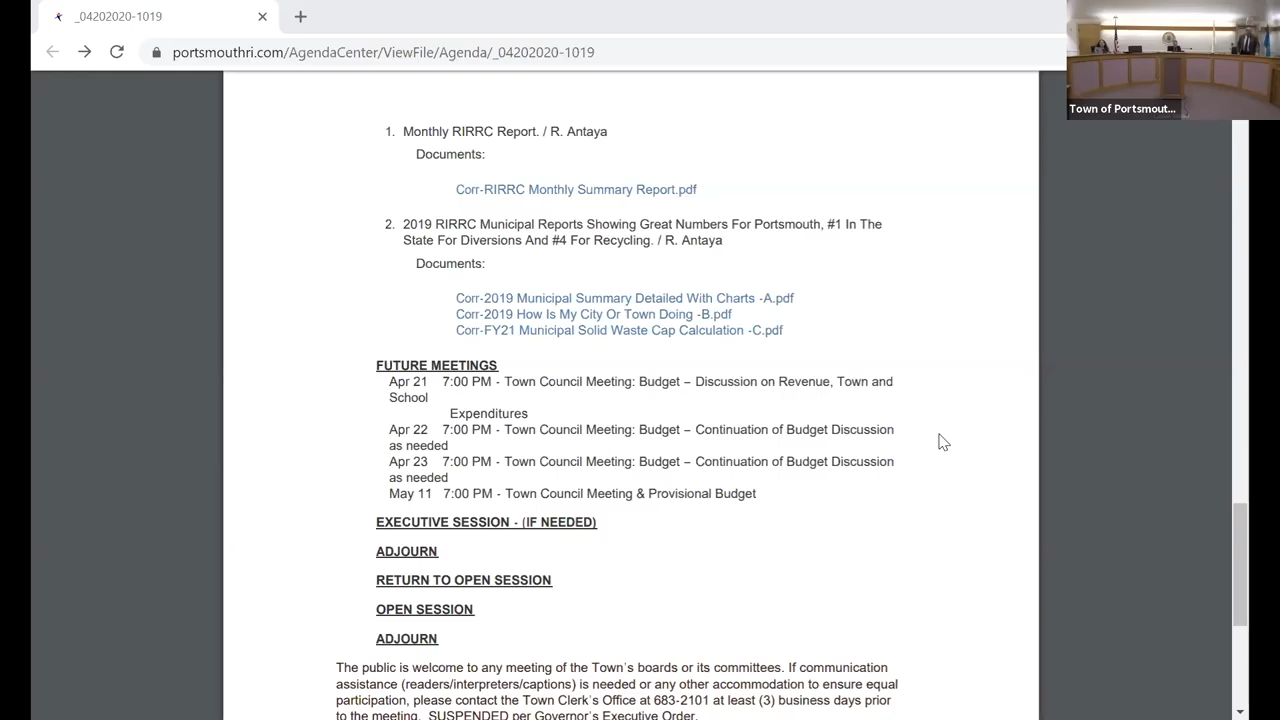 _04202020-1019
portsmouthri.com/AgendaCenter/ViewFile/Agenda/_04202020-1019
Town of Portsmout...
1. Monthly RIRRC Report. / R. Antaya
Documents:
Corr-RIRRC Monthly Summary Report.pdf
2. 2019 RIRRC Municipal Reports Showing Great Numbers For Portsmouth, #1 In The
State For Diversions And #4 For Recycling. / R. Antaya
Documents:
Corr-2019 Municipal Summary Detailed With Charts -A.pdf
Corr-2019 How Is My City Or Town Doing -B.pdf
Corr-FY21 Municipal Solid Waste Cap Calculation -C.pdf
FUTURE MEETINGS
Apr 21 7:00 PM - Town Council Meeting: Budget – Discussion on Revenue, Town and
School
Expenditures
Apr 22 7:00 PM - Town Council Meeting: Budget – Continuation of Budget Discussion
as needed
Apr 23 7:00 PM - Town Council Meeting: Budget – Continuation of Budget Discussion
as needed
May 11 7:00 PM - Town Council Meeting & Provisional Budget
EXECUTIVE SESSION - (IF NEEDED)
ADJOURN
RETURN TO OPEN SESSION
OPEN SESSION
ADJOURN
The public is welcome to any meeting of the Town's boards or its committees. If communication
assistance (readers/interpreters/captions) is needed or any other accommodation to ensure equal
participation, please contact the Town Clerk's Office at 683-2101 at least (3) business days prior
to the meeting. SUSPENDED per Governor's Executive Order.